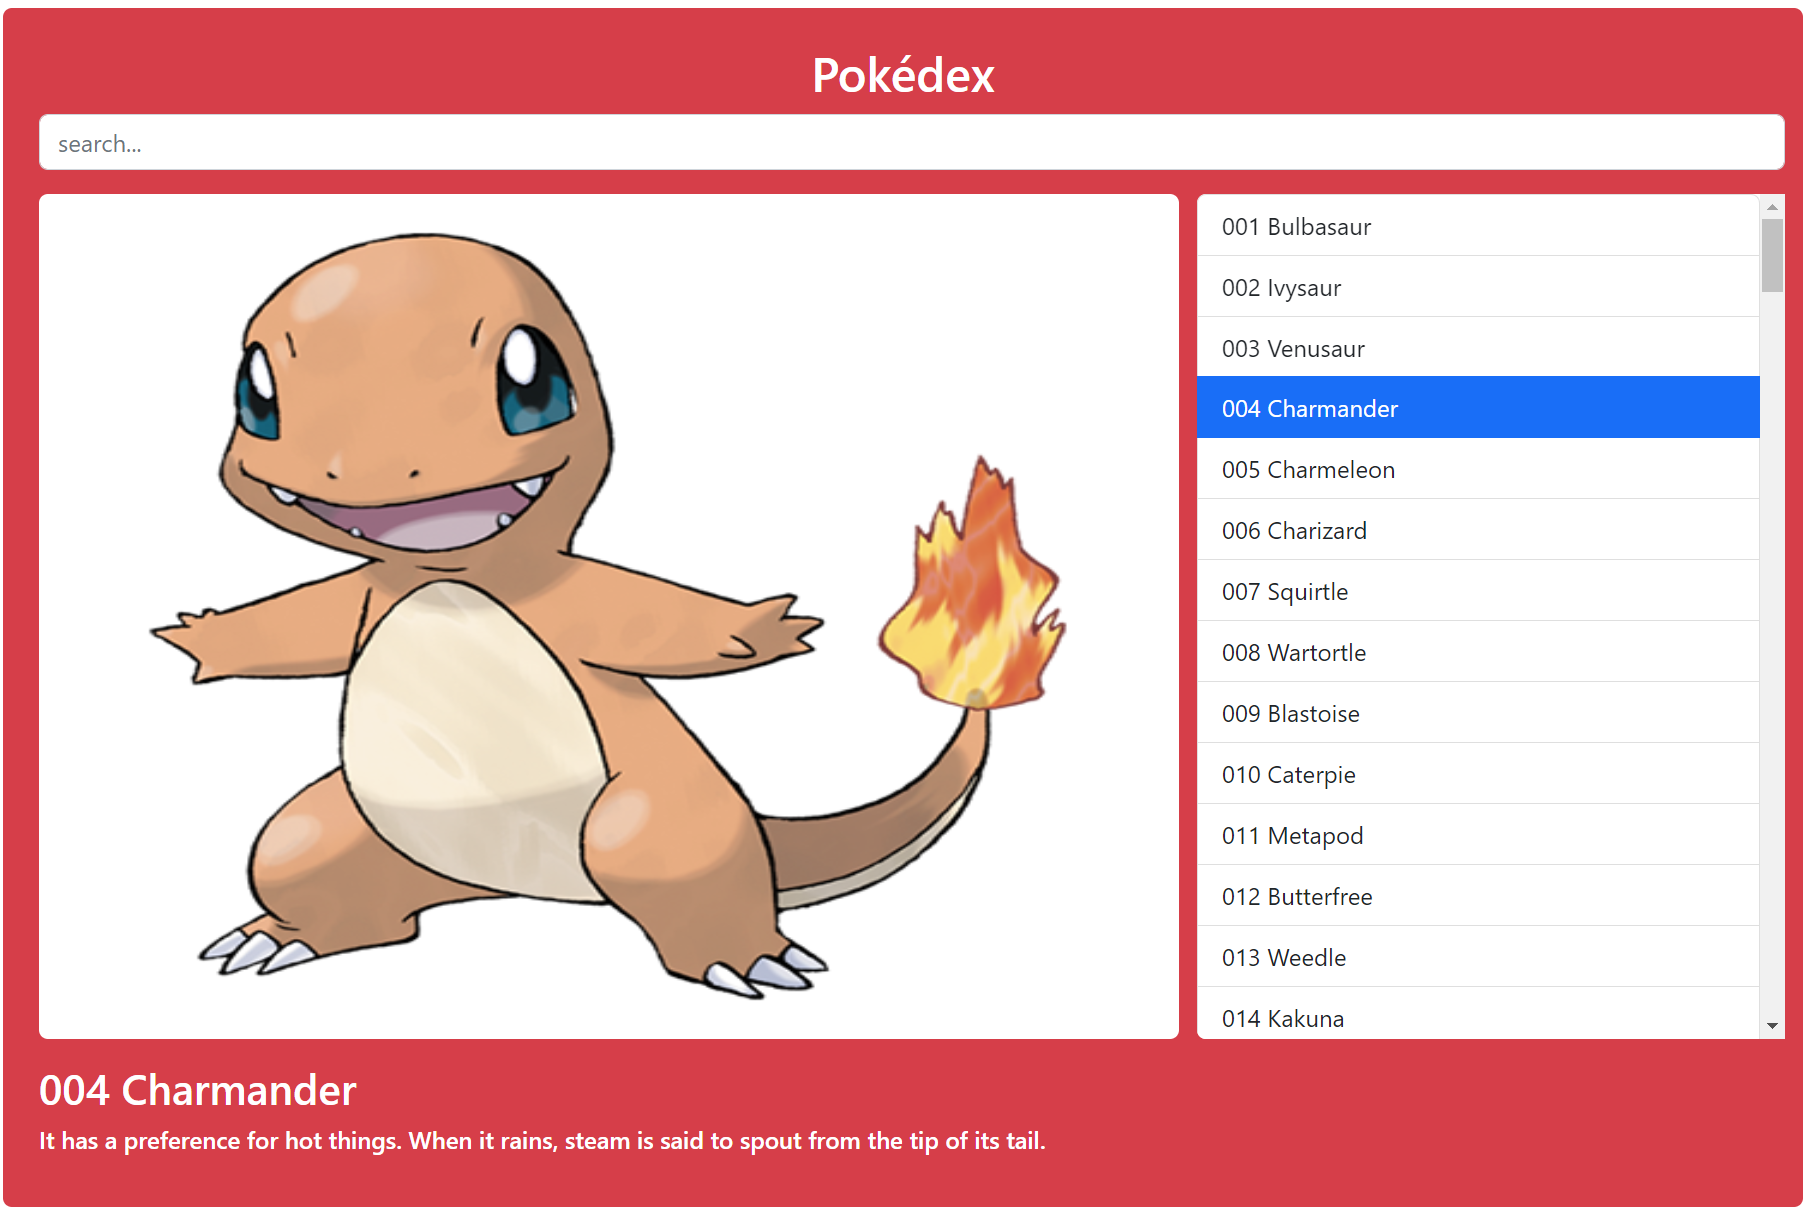 Pokédex
search...
001 Bulbasaur
002 Ivysaur
003 Venusaur
004 Charmander
005 Charmeleon
006 Charizard
007 Squirtle
008 Wartortle
009 Blastoise
010 Caterpie
011 Metapod
012 Butterfree
013 Weedle
014 Kakuna
004 Charmander
It has a preference for hot things. When it rains, steam is said to spout from the tip of its tail.